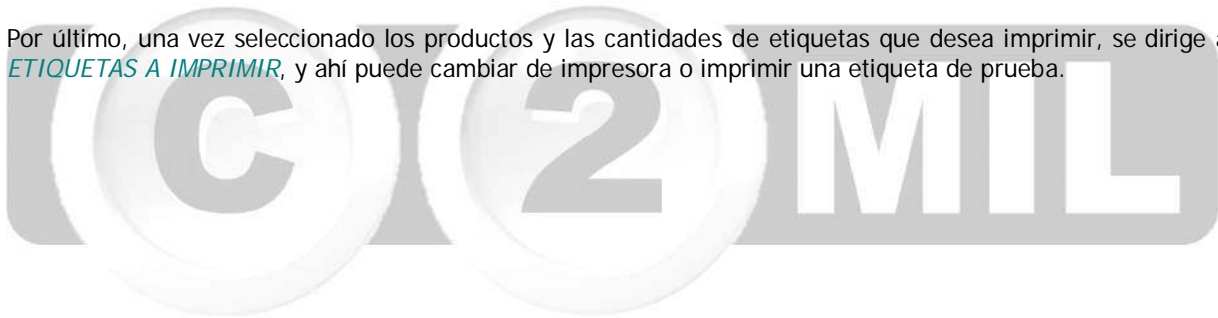 Por último, una vez seleccionado los productos y las cantidades de etiquetas que desea imprimir, se dirige a
ETIQUETAS A IMPRIMIR, y ahí puede cambiar de impresora o imprimir una etiqueta de prueba.
C 2 MIL